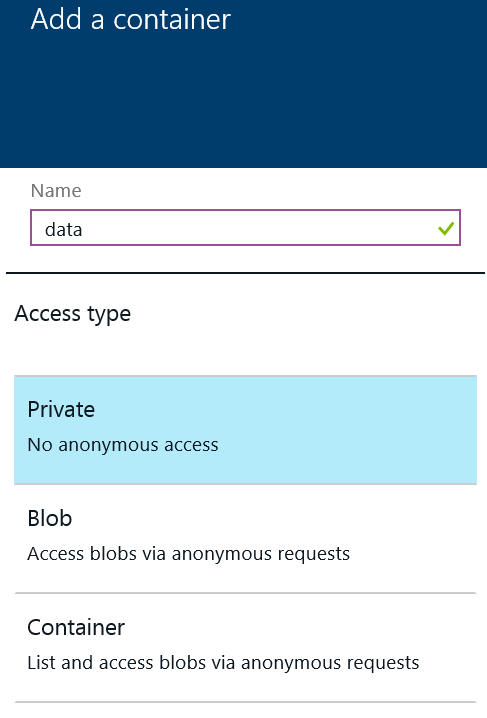 Add a container
Name
data
Access type
Private
No anonymous access
Blob
Access blobs via anonymous requests
Container
List and access blobs via anonymous requests